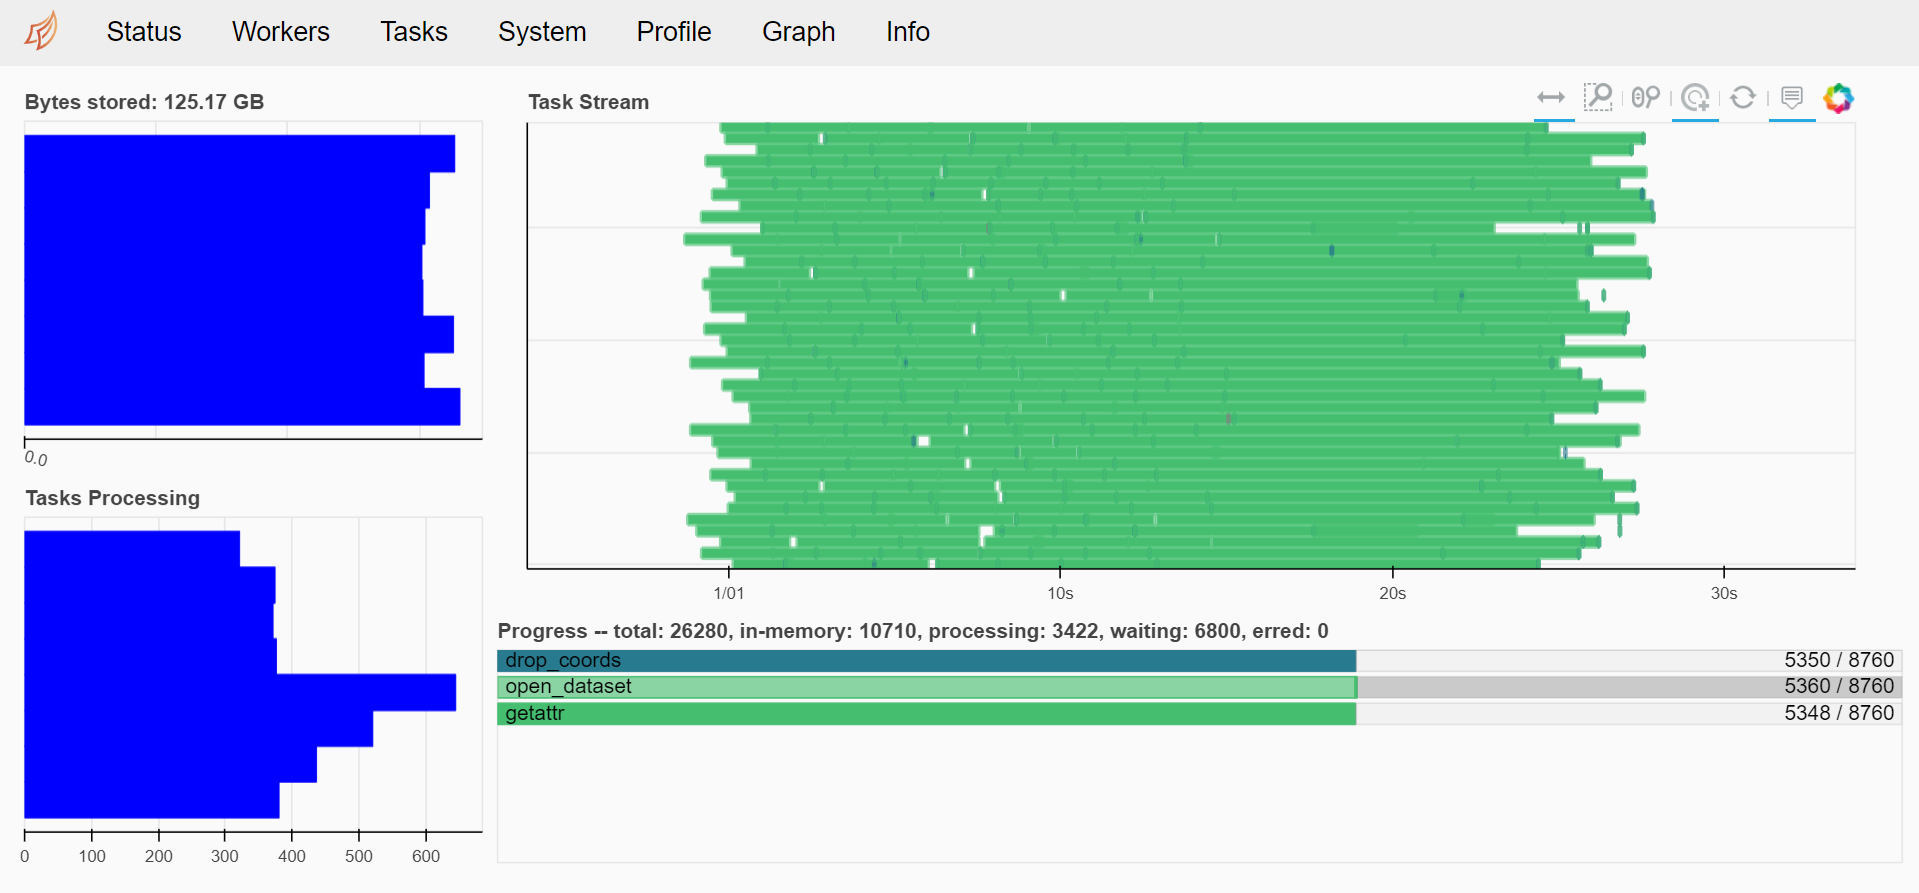 Status Workers Tasks System Profile Graph Info
Bytes stored: 125.17 GB
0.0
Tasks Processing
0 100 200 300 400 500 600
Task Stream
1/01 10s 20s 30s
Progress -- total: 26280, in-memory: 10710, processing: 3422, waiting: 6800, erred: 0
drop_coords 5350 / 8760
open_dataset 5360 / 8760
getattr 5348 / 8760